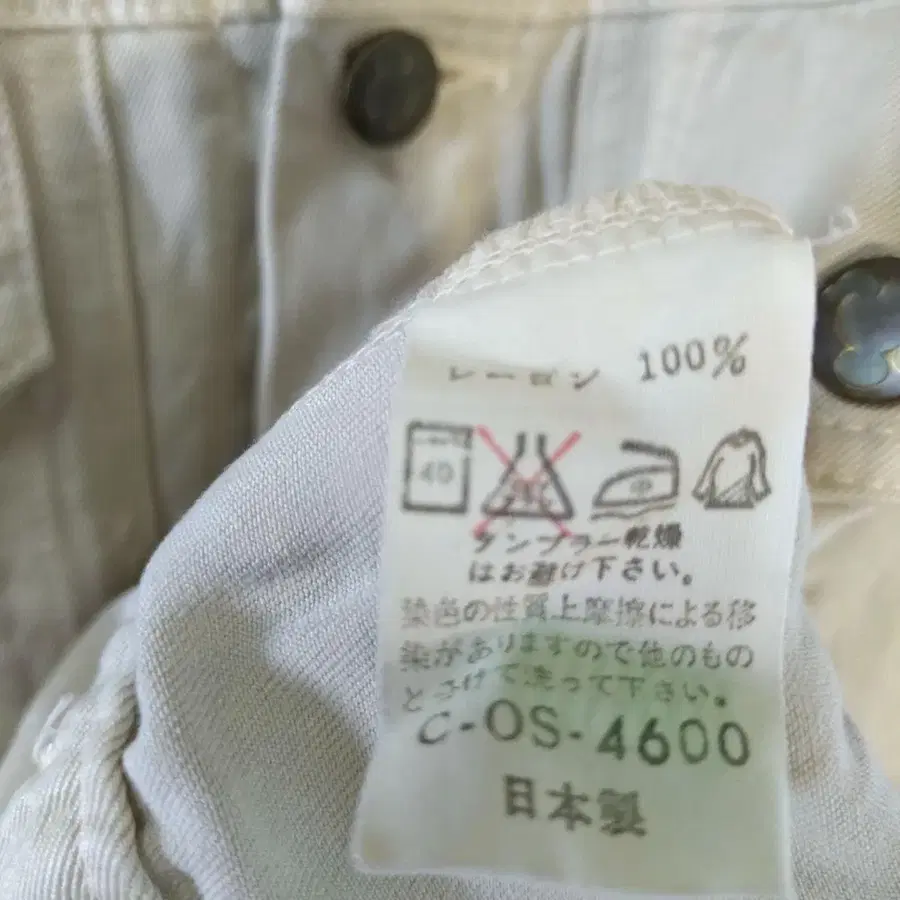 レーヨン 100%
40
中
タンブラー乾燥
はお避け下さい。
染色の性質上摩擦による移
染がありますので他のもの
とさけて洗って下さい。
C-OS-4600
日本製